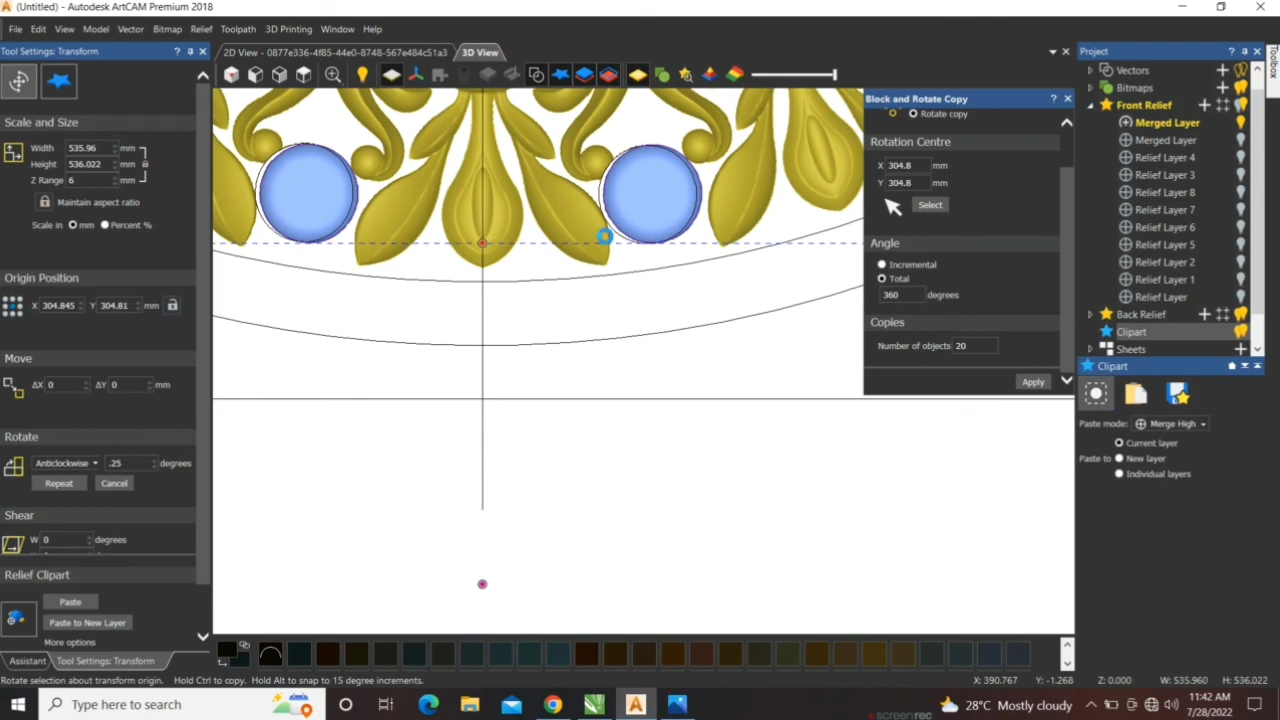 (Untitled) - Autodesk ArtCAM Premium 2018
File Edit View Model Vector Bitmap Relief Toolpath 3D Printing Window Help
Tool Settings: Transform ?
2D View - 0877e336-4f85-44e0-8748-567e484c51a3 3D View
Project ?
Toolbox
Scale and Size
Width 535.96 mm
Height 536.022 mm
Z Range 6 mm
Maintain aspect ratio
Scale in mm Percent %
Origin Position
X 304.845 Y 304.81 mm
Move
ΔX 0 ΔY 0 mm
Rotate
Anticlockwise .25 degrees
Repeat Cancel
Shear
W 0 degrees
Relief Clipart
Paste
Paste to New Layer
More options
Assistant Tool Settings: Transform
Block and Rotate Copy ?
Rotate copy
Rotation Centre
X 304.8 mm
Y 304.8 mm
Select
Angle
Incremental
Total
360 degrees
Copies
Number of objects 20
Apply
Vectors
Bitmaps
Front Relief
Merged Layer
Merged Layer
Relief Layer 4
Relief Layer 3
Relief Layer 8
Relief Layer 7
Relief Layer 6
Relief Layer 5
Relief Layer 2
Relief Layer 1
Relief Layer
Back Relief
Clipart
Sheets
Clipart
Paste mode: Merge High
Current layer
Paste to New layer
Individual layers
Rotate selection about transform origin. Hold Ctrl to copy. Hold Alt to snap to 15 degree increments. X: 390.767 Y: -1.268 Z: 0.000 W: 535.960 H: 536.022
Type here to search
28°C Mostly cloudy
11:42 AM
7/28/2022
screenrec